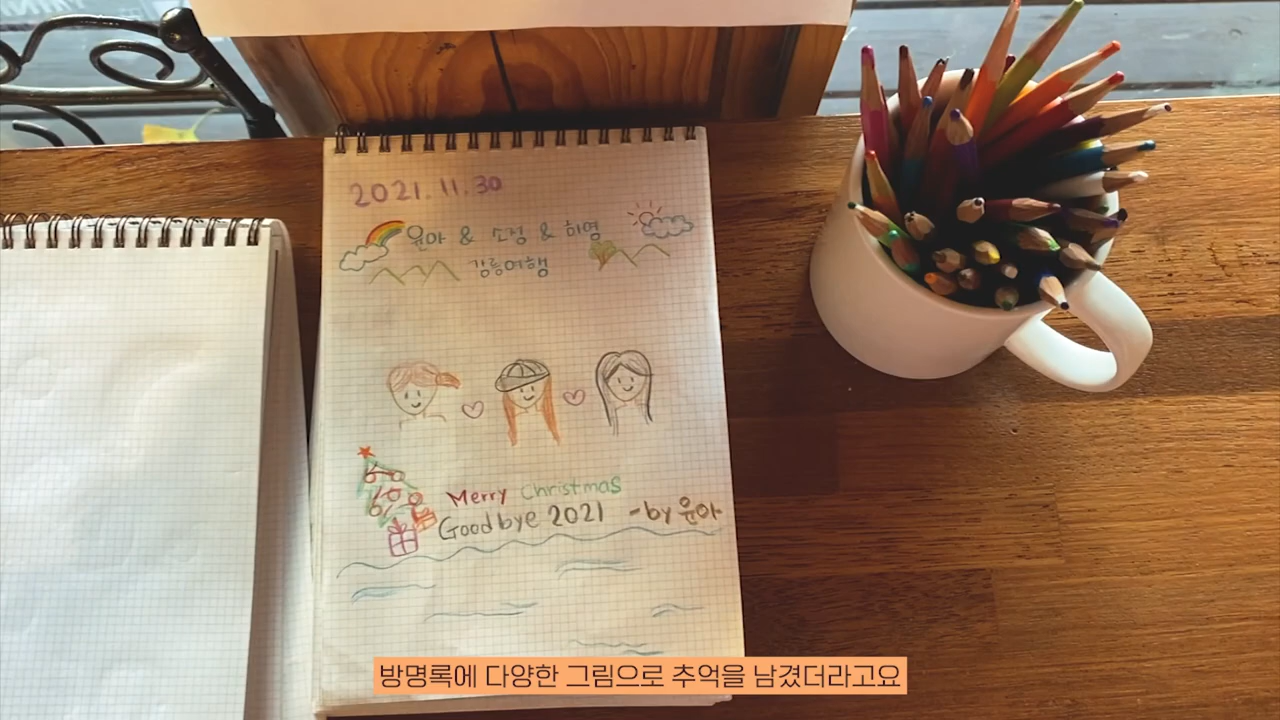 2021.11.30
윤아 & 소정 & 하영
강릉여행
Merry Christmas
Goodbye 2021 -by 윤아-
방명록에 다양한 그림으로 추억을 남겼더라고요